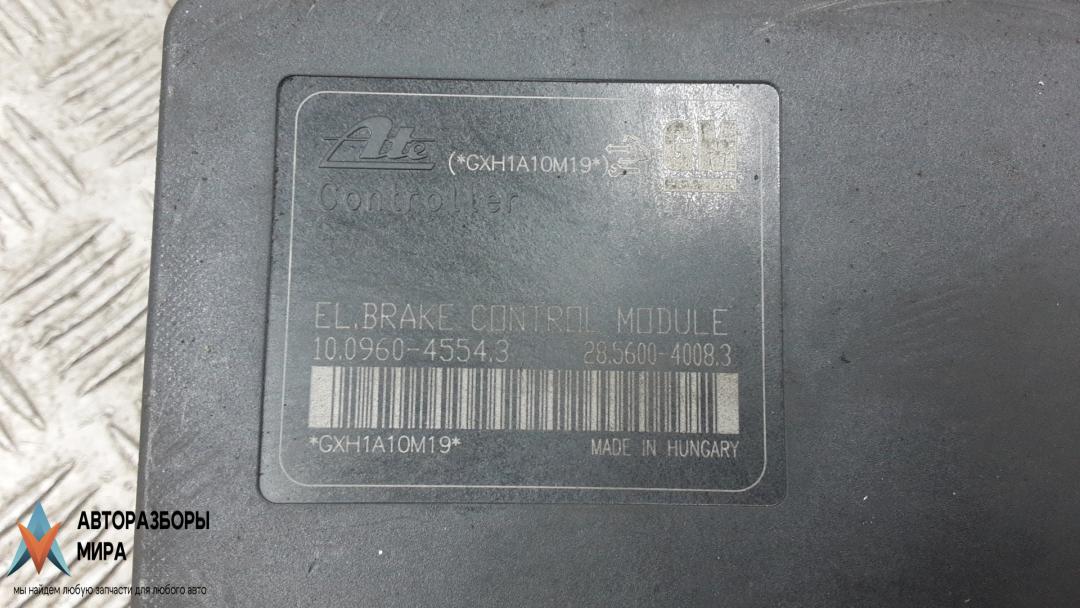 Ate
(*GXH1A10M19*)
GM
Controller
EL.BRAKE CONTROL MODULE
10.0960-4554.3 28.5600-4008.3
*GXH1A10M19*
MADE IN HUNGARY
АВТОРАЗБОРЫ
МИРА
мы найдем любую запчасти для любого авто